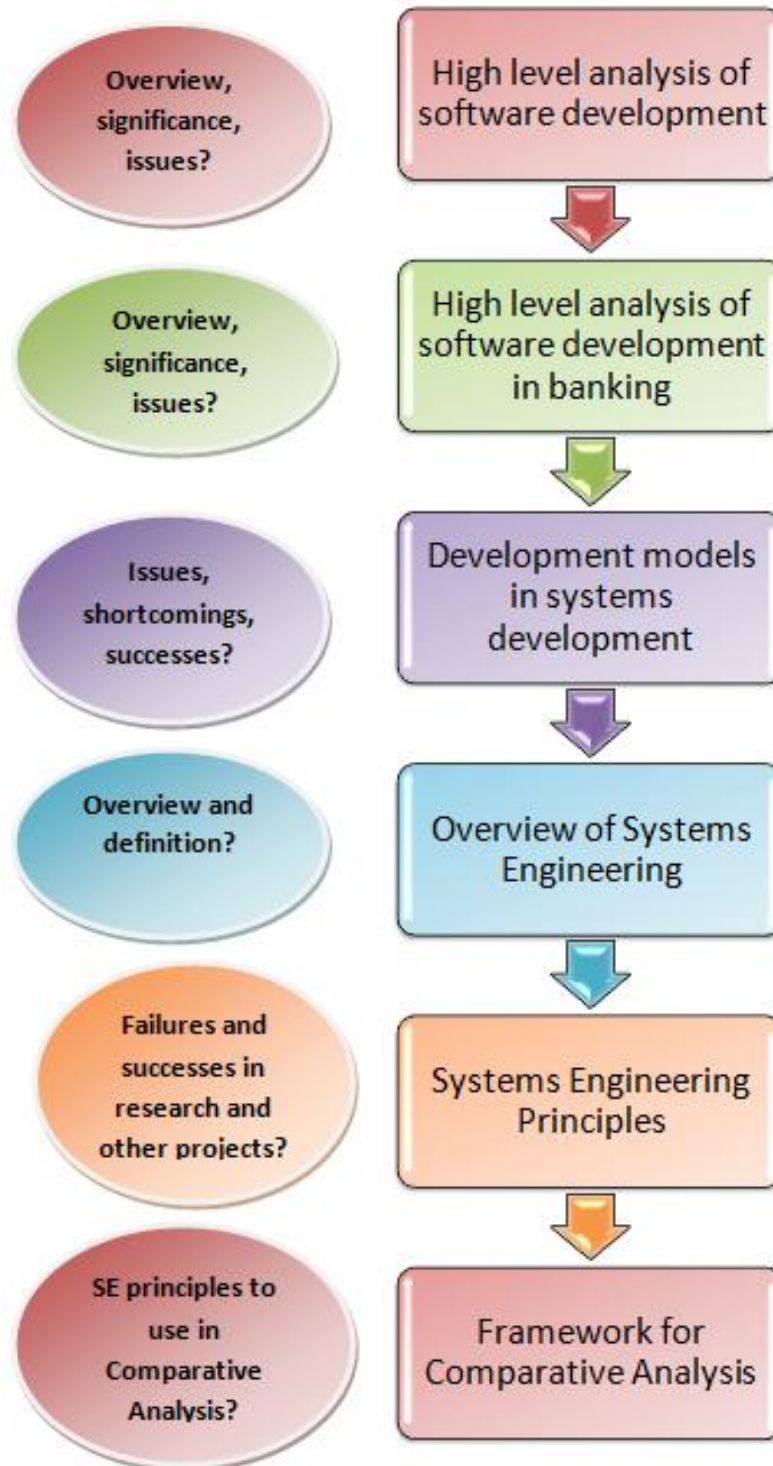 Overview,
significance,
issues?
High level analysis of
software development
Overview,
significance,
issues?
High level analysis of
software development
in banking
Issues,
shortcomings,
successes?
Development models
in systems
development
Overview and
definition?
Overview of Systems
Engineering
Failures and
successes in
research and
other projects?
Systems Engineering
Principles
SE principles to
use in
Comparative
Analysis?
Framework for
Comparative Analysis